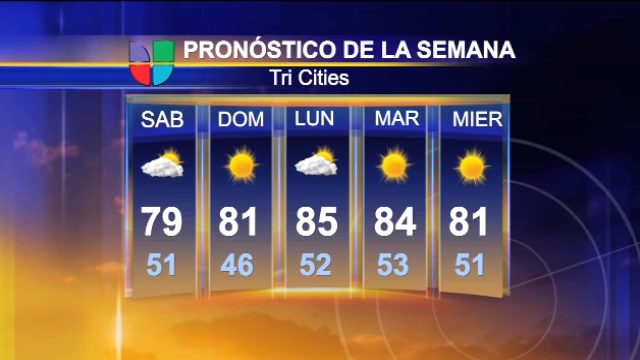 PRONÓSTICO DE LA SEMANA
Tri Cities
SAB DOM LUN MAR MIER
79 81 85 84 81
51 46 52 53 51